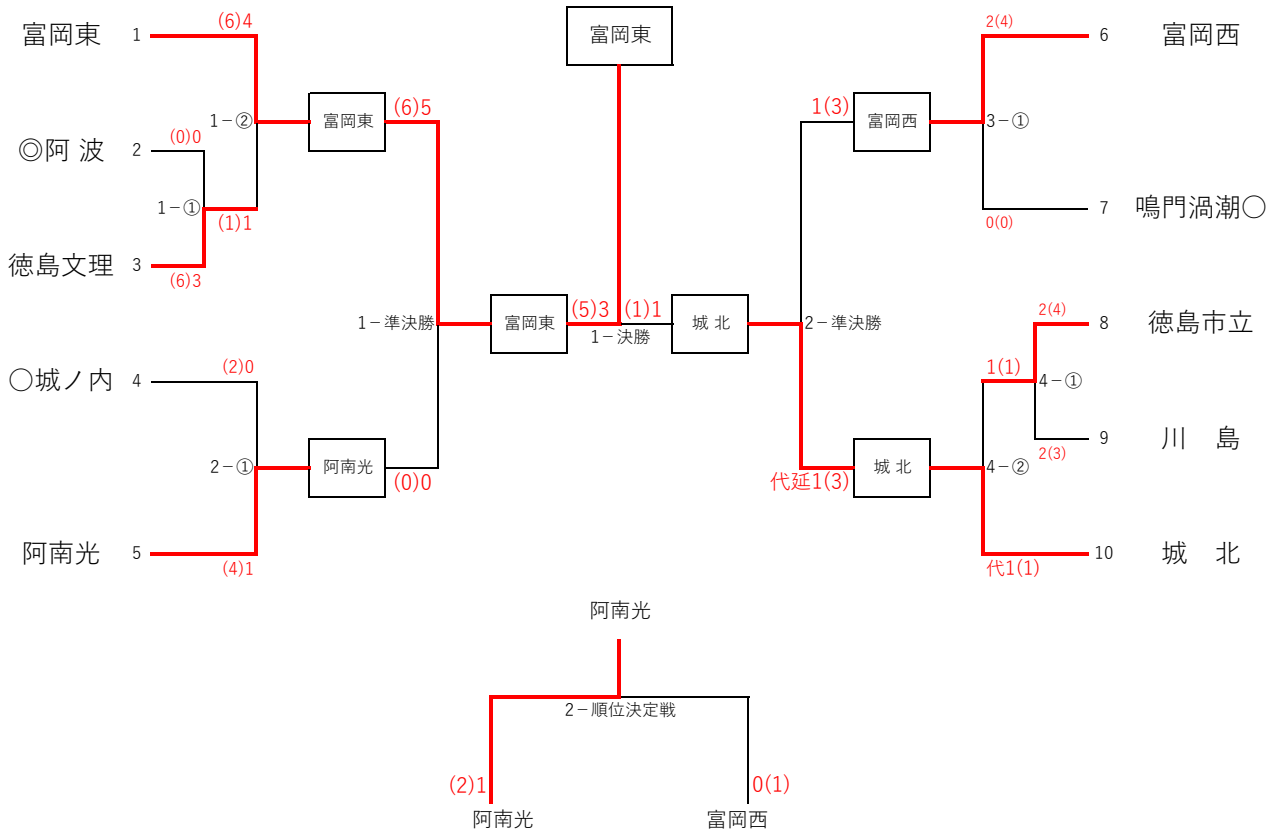 富岡東 1 (6)4
富岡東
2(4) 6 富岡西
1－② 富岡東 (6)5
1(3) 富岡西 3－①
◎阿 波 2 (0)0
1－① (1)1
0(0) 7 鳴門渦潮○
徳島文理 3 (6)3
1－準決勝 富岡東 (5)3 (1)1 城 北 2－準決勝
1－決勝
2(4) 8 徳島市立
○城ノ内 4 (2)0
1(1) 4－①
2(3) 9 川　島
2－① 阿南光 (0)0
代延1(3) 城 北 4－②
阿南光 5 (4)1
代1(1) 10 城　北
阿南光
2－順位決定戦
(2)1 0(1)
阿南光 富岡西